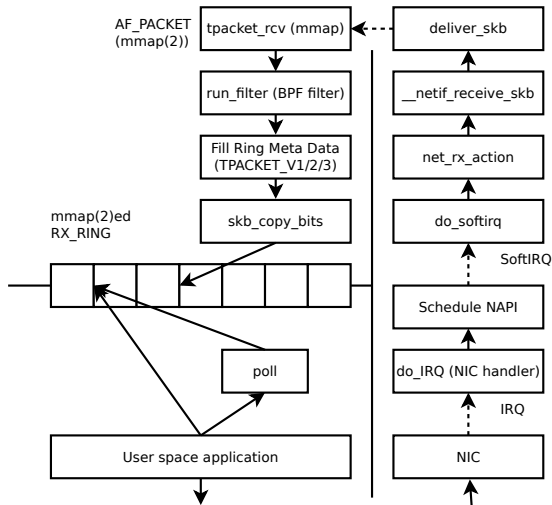 AF_PACKET
(mmap(2))
tpacket_rcv (mmap)
deliver_skb
run_filter (BPF filter)
__netif_receive_skb
Fill Ring Meta Data
(TPACKET_V1/2/3)
net_rx_action
mmap(2)ed
RX_RING
skb_copy_bits
do_softirq
SoftIRQ
Schedule NAPI
poll
do_IRQ (NIC handler)
IRQ
User space application
NIC